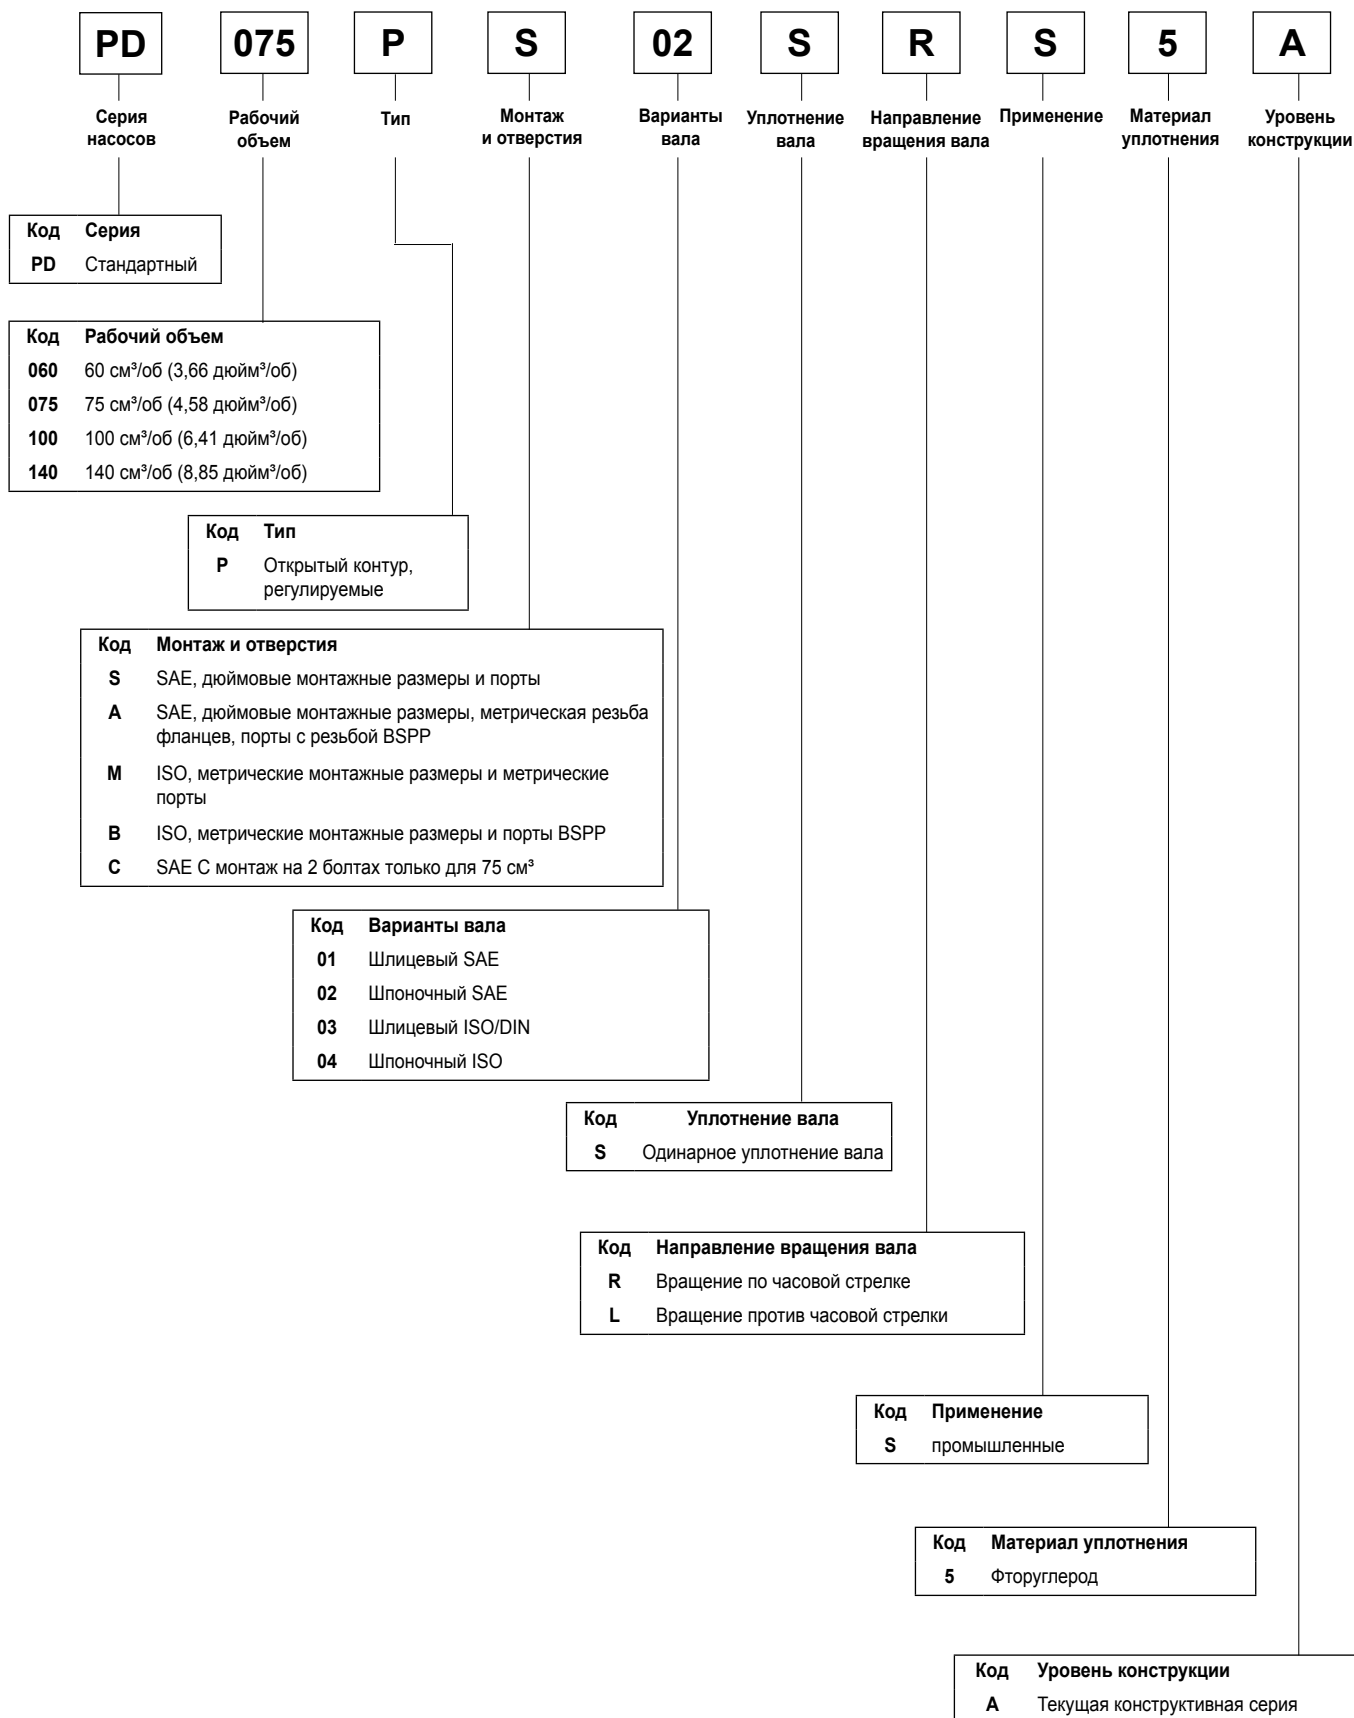 PD 075 P S 02 S R S 5 A
Серия насосов
Рабочий объем
Тип
Монтаж и отверстия
Варианты вала
Уплотнение вала
Направление вращения вала
Применение
Материал уплотнения
Уровень конструкции
Код Серия
PD Стандартный
Код Рабочий объем
060 60 см³/об (3,66 дюйм³/об)
075 75 см³/об (4,58 дюйм³/об)
100 100 см³/об (6,41 дюйм³/об)
140 140 см³/об (8,85 дюйм³/об)
Код Тип
P Открытый контур,
регулируемые
Код Монтаж и отверстия
S SAE, дюймовые монтажные размеры и порты
A SAE, дюймовые монтажные размеры, метрическая резьба
фланцев, порты с резьбой BSPP
M ISO, метрические монтажные размеры и метрические
порты
B ISO, метрические монтажные размеры и порты BSPP
C SAE C монтаж на 2 болтах только для 75 см³
Код Варианты вала
01 Шлицевый SAE
02 Шпоночный SAE
03 Шлицевый ISO/DIN
04 Шпоночный ISO
Код Уплотнение вала
S Одинарное уплотнение вала
Код Направление вращения вала
R Вращение по часовой стрелке
L Вращение против часовой стрелки
Код Применение
S промышленные
Код Материал уплотнения
5 Фторуглерод
Код Уровень конструкции
A Текущая конструктивная серия